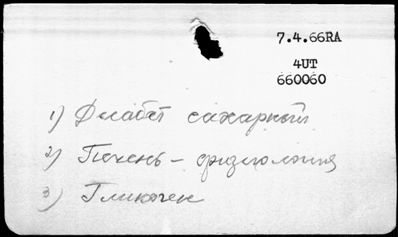 7.4.66RA
4UT
660060
1) Диабет сахарный
2) Печень - физиология
3) Гликоген